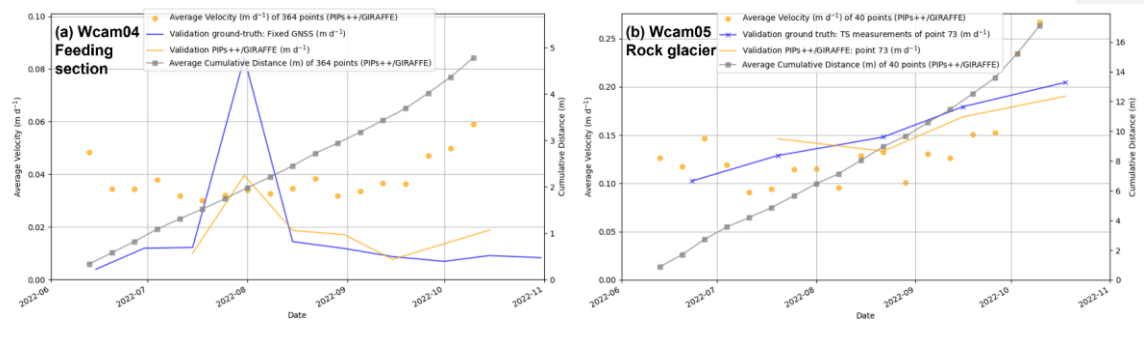 (a) Wcam04
Feeding
section
Average Velocity (m d⁻¹) of 364 points (PIPs++/GIRAFFE)
Validation ground-truth: Fixed GNSS (m d⁻¹)
Validation PIPs++/GIRAFFE (m d⁻¹)
Average Cumulative Distance (m) of 364 points (PIPs++/GIRAFFE)
Average Velocity (m d⁻¹)
0.10
0.08
0.06
0.04
0.02
0.00
Cumulative Distance (m)
5
4
3
2
1
0
2022-06
2022-07
2022-08
2022-09
2022-10
2022-11
Date
(b) Wcam05
Rock glacier
Average Velocity (m d⁻¹) of 40 points (PIPs++/GIRAFFE)
Validation ground truth: TS measurements of point 73 (m d⁻¹)
Validation PIPs++/GIRAFFE: point 73 (m d⁻¹)
Average Cumulative Distance (m) of 40 points (PIPs++/GIRAFFE)
Average Velocity (m d⁻¹)
0.25
0.20
0.15
0.10
0.05
0.00
Cumulative Distance (m)
16
14
12
10
8
6
4
2
0
2022-06
2022-07
2022-08
2022-09
2022-10
2022-11
Date